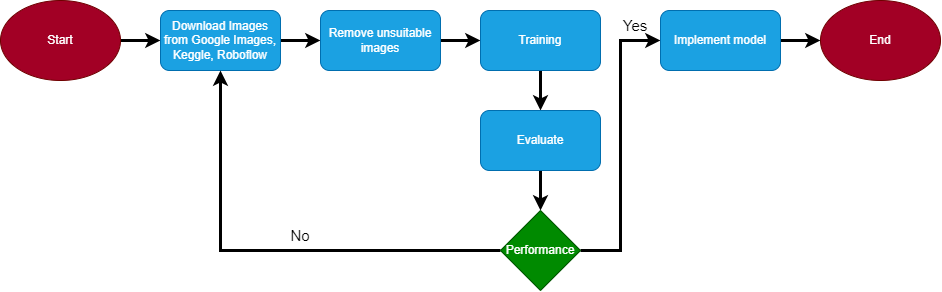 Start
Download Images
from Google Images,
Keggle, Roboflow
Remove unsuitable
images
Training
Yes
Implement model
End
Evaluate
No
Performance